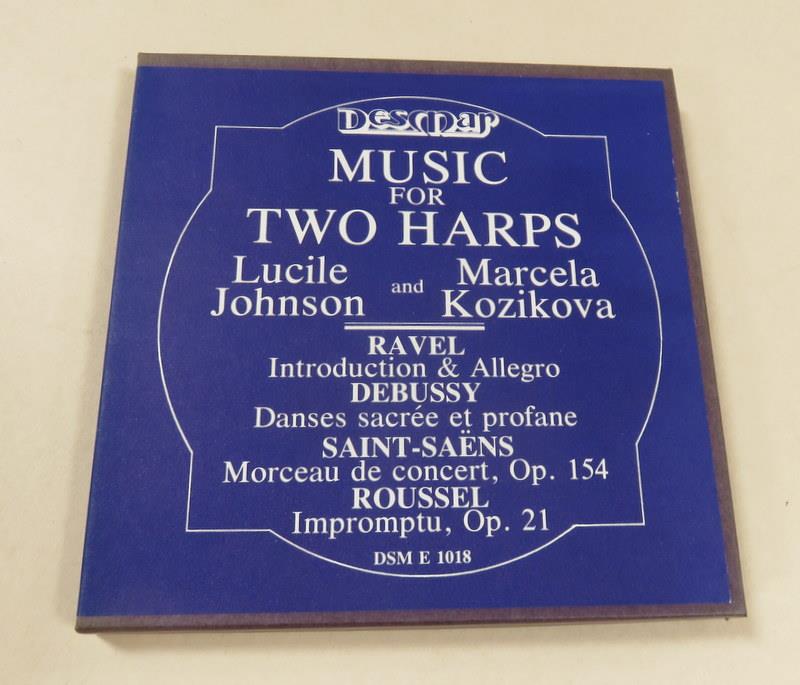 Desmar
MUSIC
FOR
TWO HARPS
Lucile Johnson and Marcela Kozikova
RAVEL
Introduction & Allegro
DEBUSSY
Danses sacrée et profane
SAINT-SAËNS
Morceau de concert, Op. 154
ROUSSEL
Impromptu, Op. 21
DSM E 1018